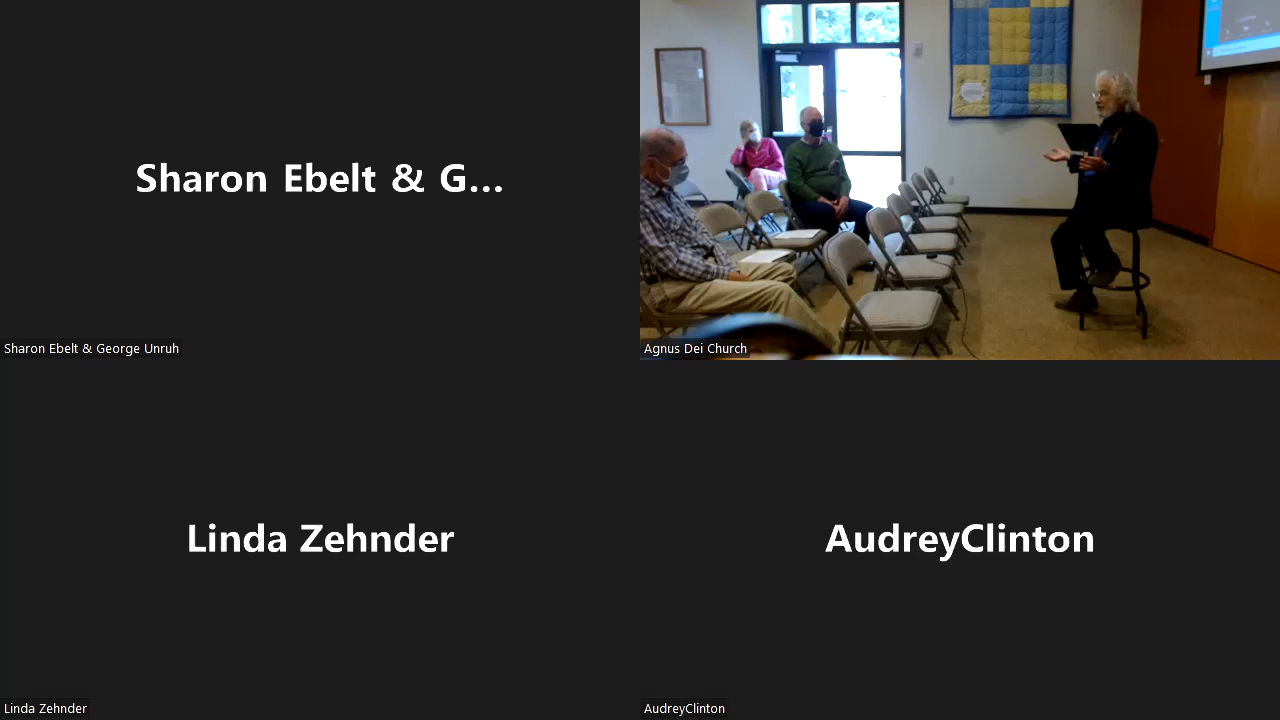 Sharon Ebelt & G...
Sharon Ebelt & George Unruh
Agnus Dei Church
Linda Zehnder
Linda Zehnder
AudreyClinton
AudreyClinton